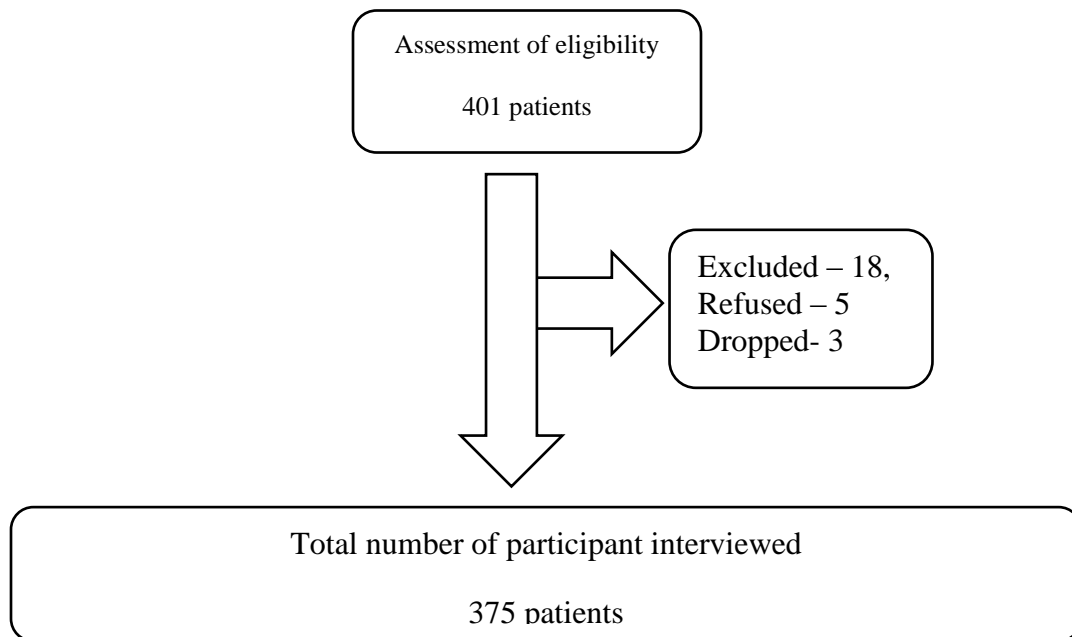 Assessment of eligibility
401 patients
Excluded – 18,
Refused – 5
Dropped- 3
Total number of participant interviewed
375 patients